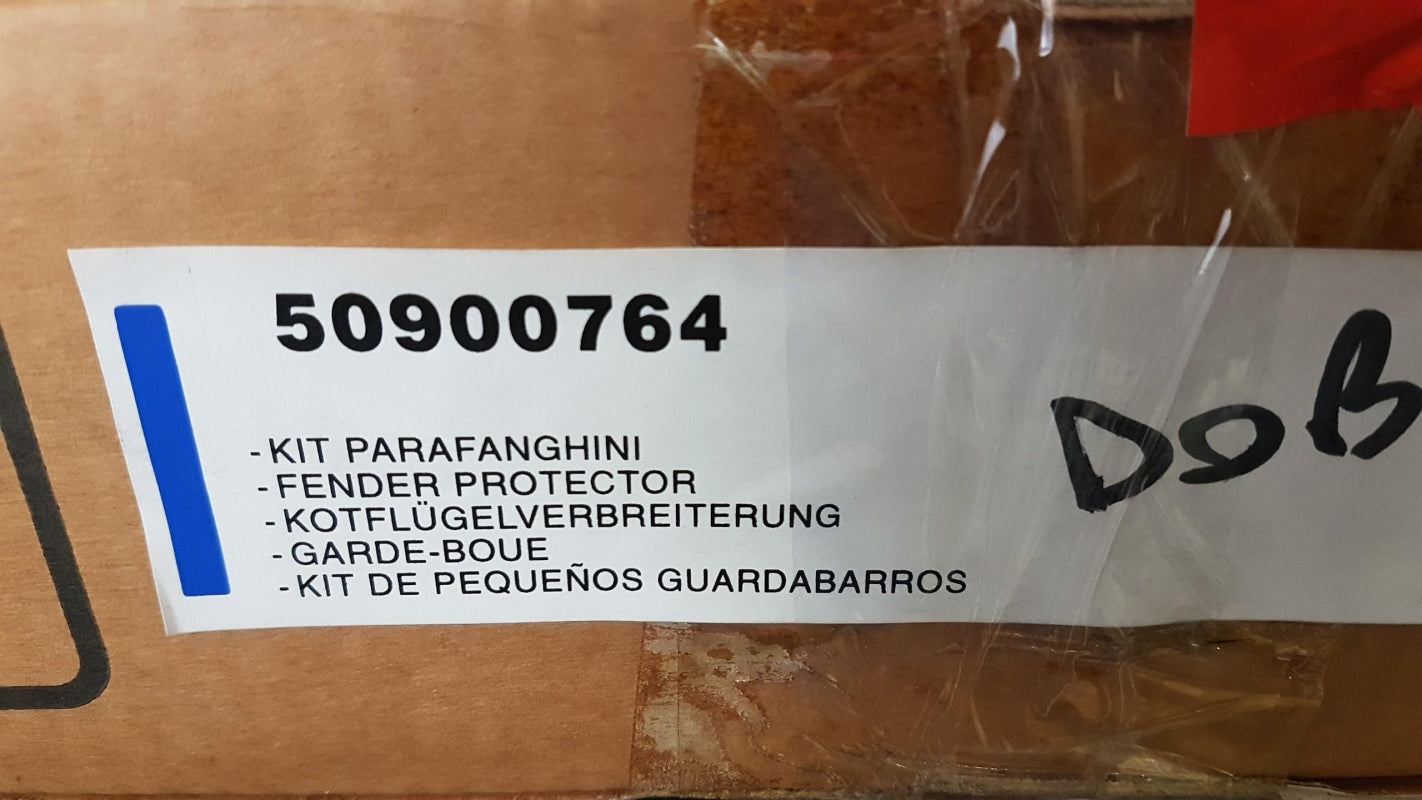 50900764
-KIT PARAFANGHINI
-FENDER PROTECTOR
-KOTFLÜGELVERBREITERUNG
-GARDE-BOUE
-KIT DE PEQUEÑOS GUARDABARROS
DOB